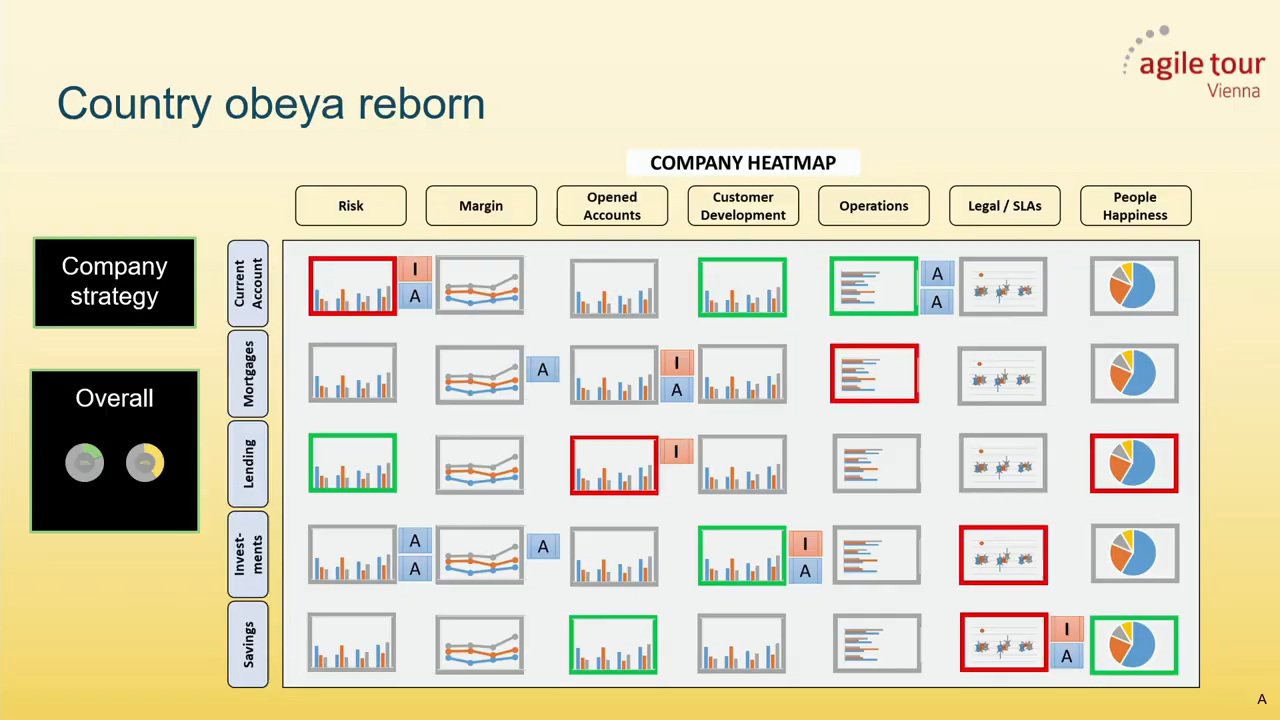 agile tour
Vienna
Country obeya reborn
COMPANY HEATMAP
Risk
Margin
Opened
Accounts
Customer
Development
Operations
Legal / SLAs
People
Happiness
Company
strategy
Overall
Current
Account
I
A
A
A
Mortgages
A
I
A
Lending
I
Invest-
ments
A
A
A
I
A
Savings
I
A
A